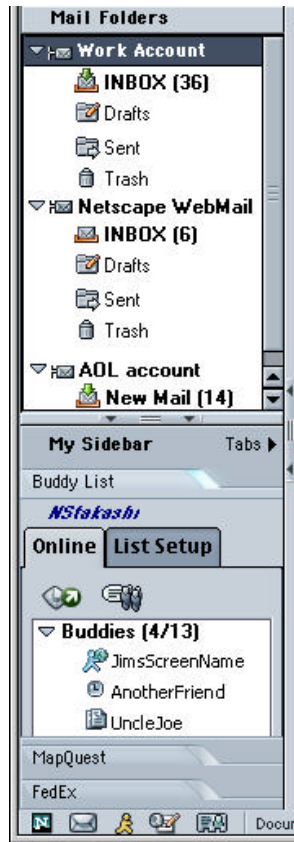 Mail Folders
Work Account
INBOX (36)
Drafts
Sent
Trash
Netscape WebMail
INBOX (6)
Drafts
Sent
Trash
AOL account
New Mail (14)
My Sidebar Tabs
Buddy List
NStakashi
Online List Setup
Buddies (4/13)
JimsScreenName
AnotherFriend
UncleJoe
MapQuest
FedEx
N Docu